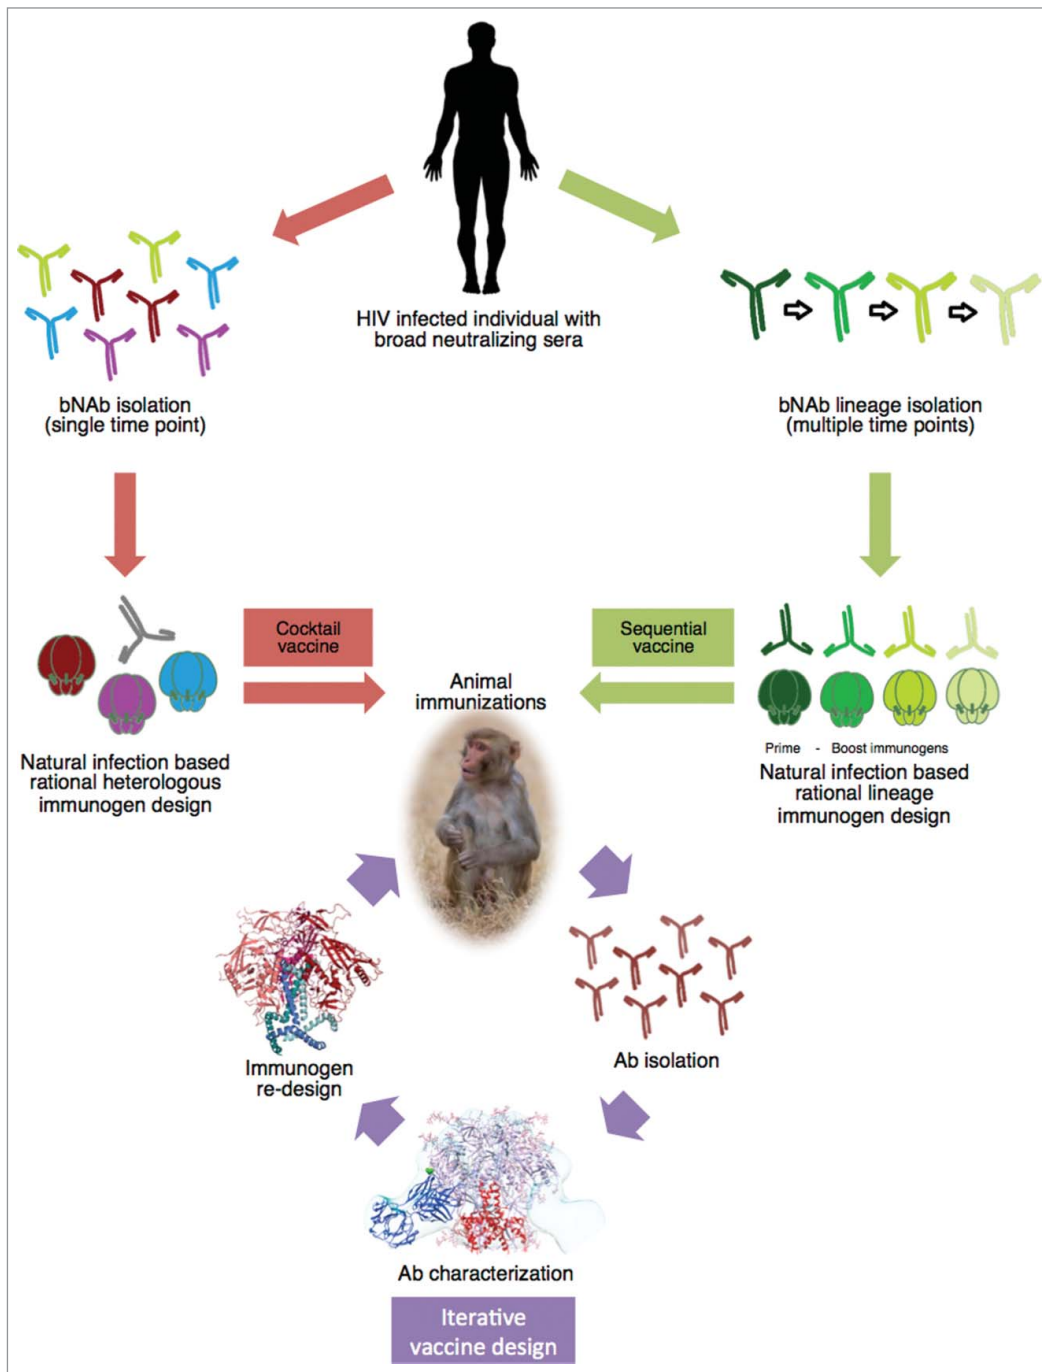 HIV infected individual with
broad neutralizing sera
bNAb isolation
(single time point)
bNAb lineage isolation
(multiple time points)
Cocktail
vaccine
Sequential
vaccine
Animal
immunizations
Natural infection based
rational heterologous
immunogen design
Prime - Boost immunogens
Natural infection based
rational lineage
immunogen design
Immunogen
re-design
Ab isolation
Ab characterization
Iterative
vaccine design